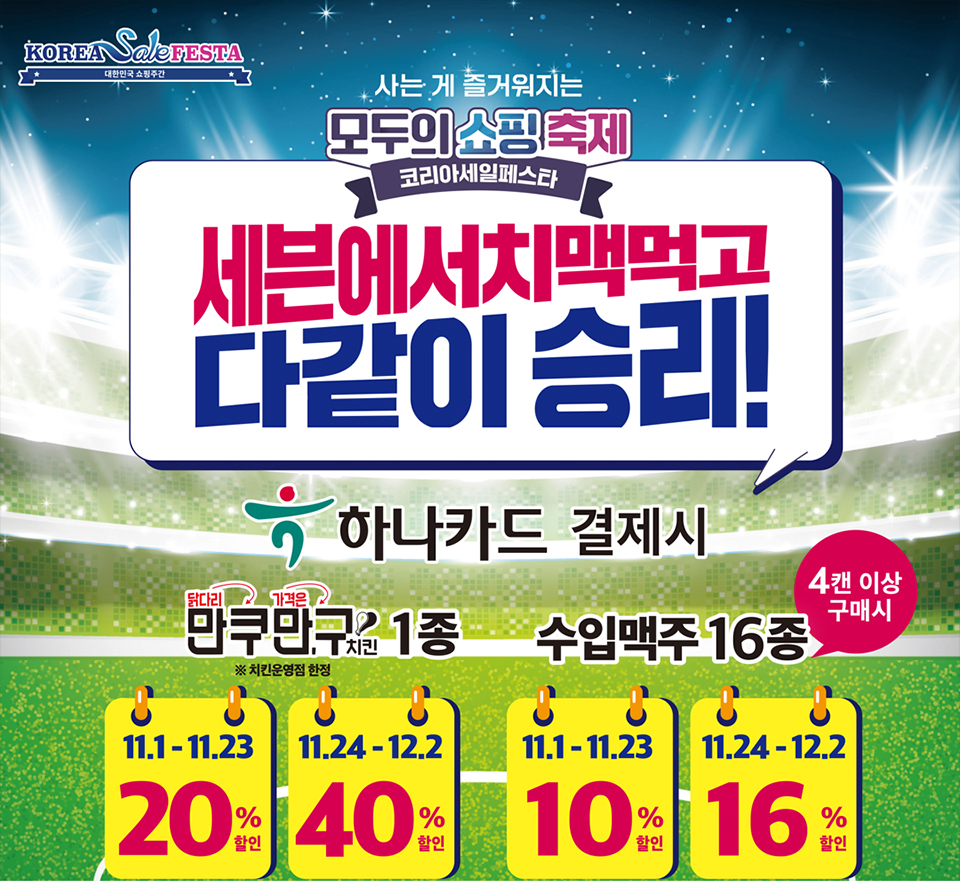 KOREA Sale FESTA
대한민국 쇼핑주간
사는 게 즐거워지는
모두의 쇼핑 축제
코리아세일페스타
세븐에서치맥먹고
다같이 승리!
하나카드 결제시
4캔 이상
구매시
닭다리 가격은
만쿠만구 치킨 1종
※ 치킨운영점 한정
수입맥주 16종
11.1 - 11.23
20% 할인
11.24 - 12.2
40% 할인
11.1 - 11.23
10% 할인
11.24 - 12.2
16% 할인